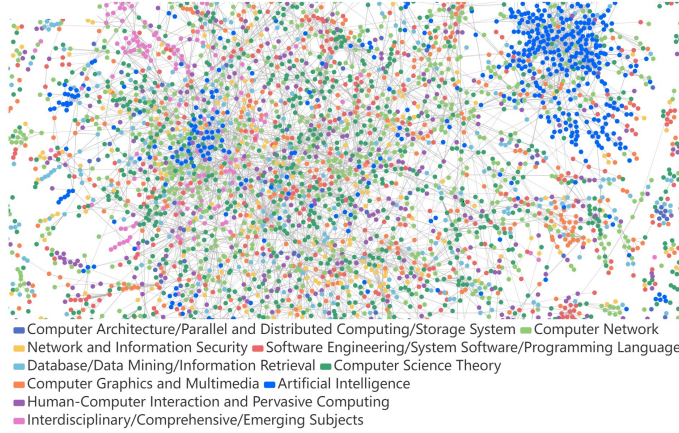 Computer Architecture/Parallel and Distributed Computing/Storage System Computer Network
Network and Information Security Software Engineering/System Software/Programming Language
Database/Data Mining/Information Retrieval Computer Science Theory
Computer Graphics and Multimedia Artificial Intelligence
Human-Computer Interaction and Pervasive Computing
Interdisciplinary/Comprehensive/Emerging Subjects